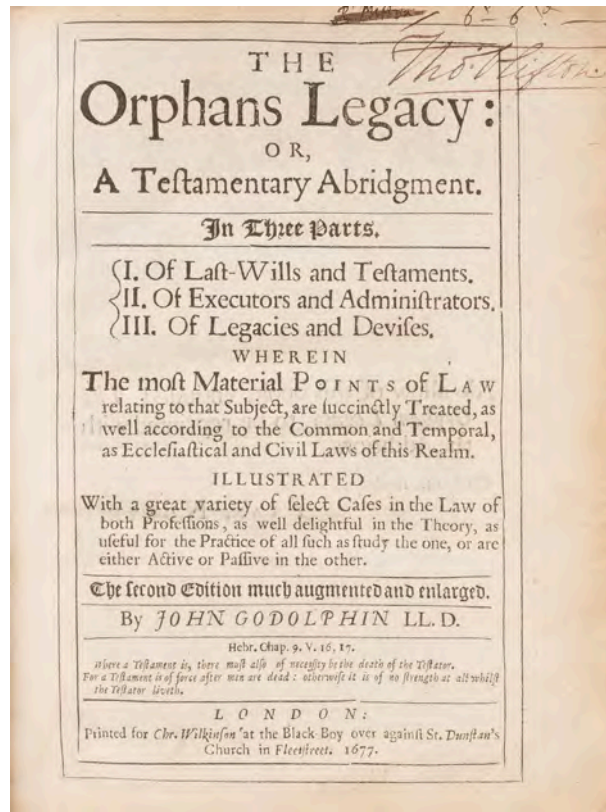 6s 6d
Tho: Clifton.
THE
Orphans Legacy:
OR,
A Teſtamentary Abridgment.
In Three Parts.
I. Of Laſt-Wills and Teſtaments.
II. Of Executors and Adminiſtrators.
III. Of Legacies and Deviſes.
WHEREIN
The moſt Material POINTS of LAW
relating to that Subject, are ſuccinctly Treated, as
well according to the Common and Temporal,
as Eccleſiaſtical and Civil Laws of this Realm.
ILLUSTRATED
With a great variety of ſelect Caſes in the Law of
both Profeſſions, as well delightful in the Theory, as
uſeful for the Practice of all ſuch as ſtudy the one, or are
either Active or Paſſive in the other.
The ſecond Edition much augmented and enlarged.
By JOHN GODOLPHIN LL. D.
Hebr. Chap. 9. V. 16, 17.
Where a Teſtament is, there muſt alſo of neceſſity be the death of the Teſtator.
For a Teſtament is of force after men are dead: otherwiſe it is of no ſtrength at all whilſt
the Teſtator liveth.
LONDON:
Printed for Chr. Wilkinſon at the Black Boy over againſt St. Dunſtan's
Church in Fleetſtreet. 1677.